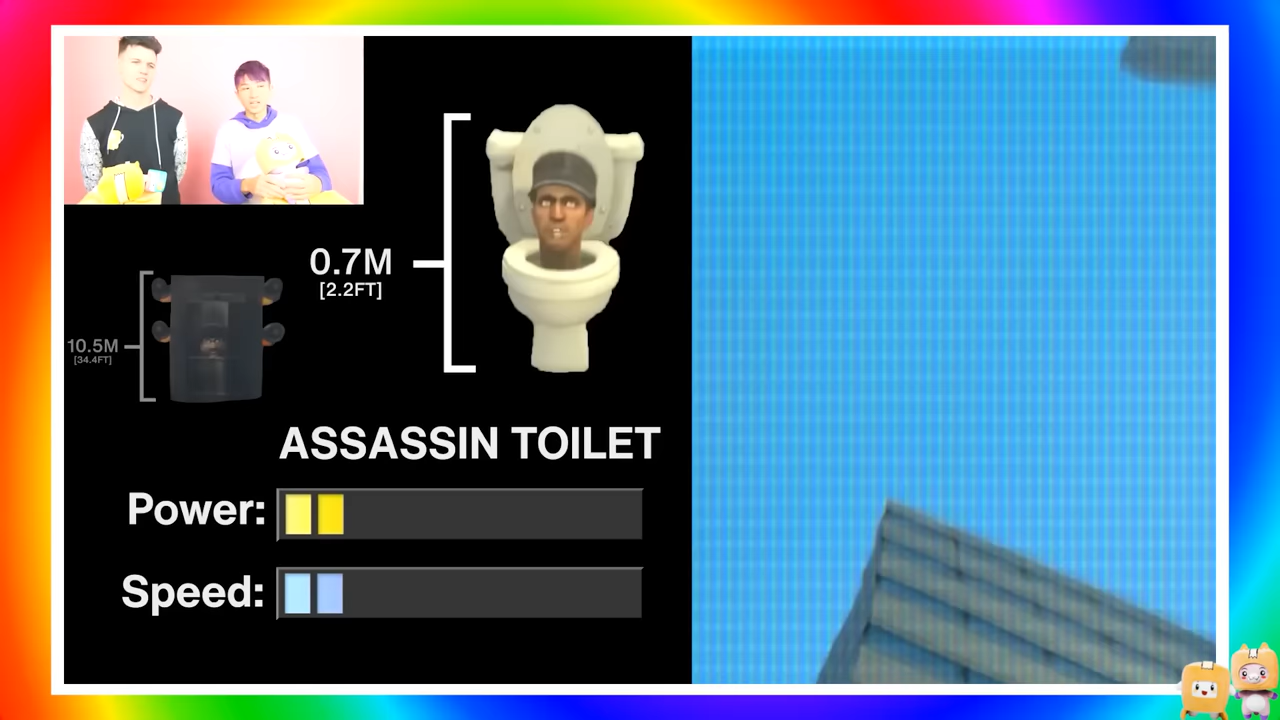 0.7M
[2.2FT]
10.5M
[34.4FT]
ASSASSIN TOILET
Power:
Speed: